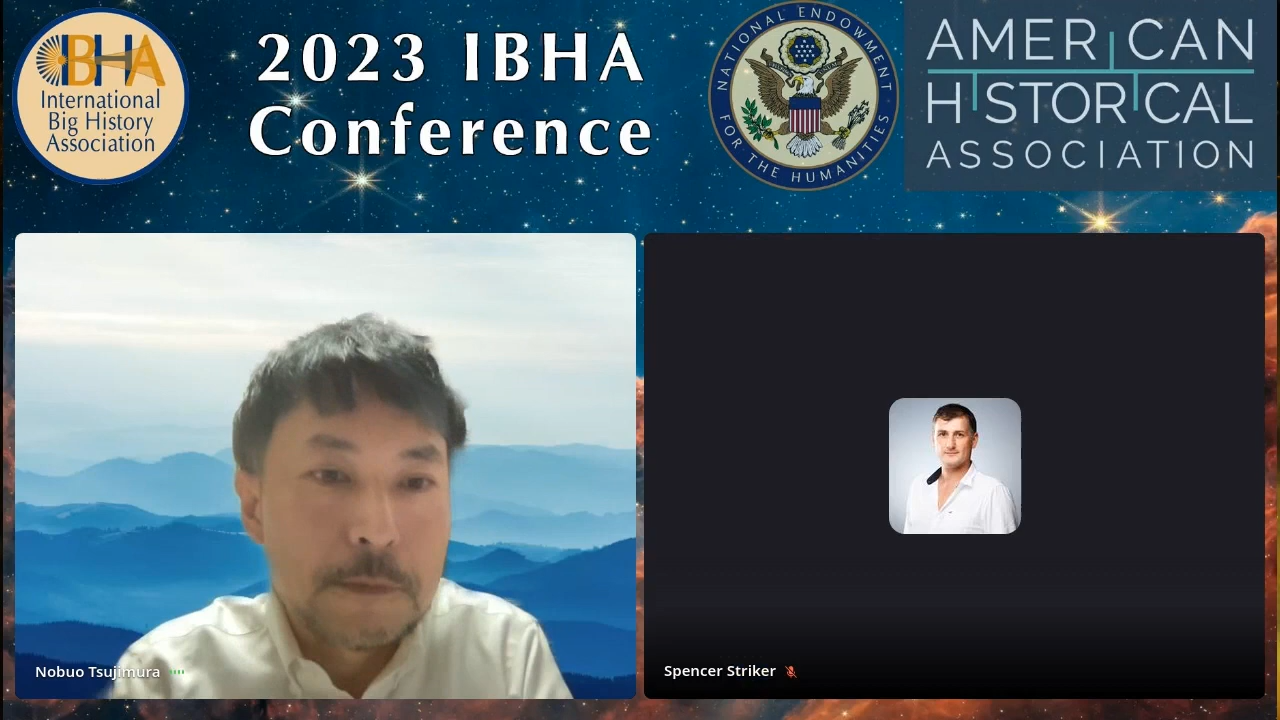 IBHA
International
Big History
Association
2023 IBHA
Conference
NATIONAL ENDOWMENT
FOR THE HUMANITIES
AMERICAN
HISTORICAL
ASSOCIATION
Nobuo Tsujimura
Spencer Striker